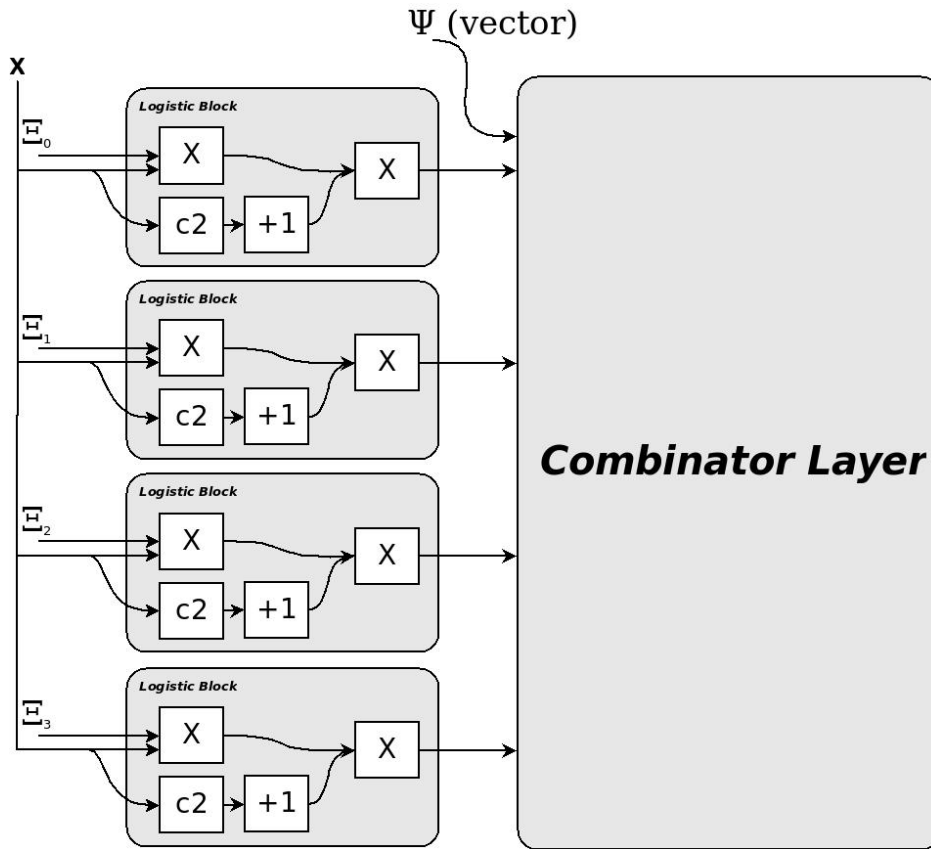 Ψ (vector)
X
Logistic Block
Ξ0
X
X
c2
+1
Logistic Block
Ξ1
X
X
c2
+1
Combinator Layer
Logistic Block
Ξ2
X
X
c2
+1
Logistic Block
Ξ3
X
X
c2
+1